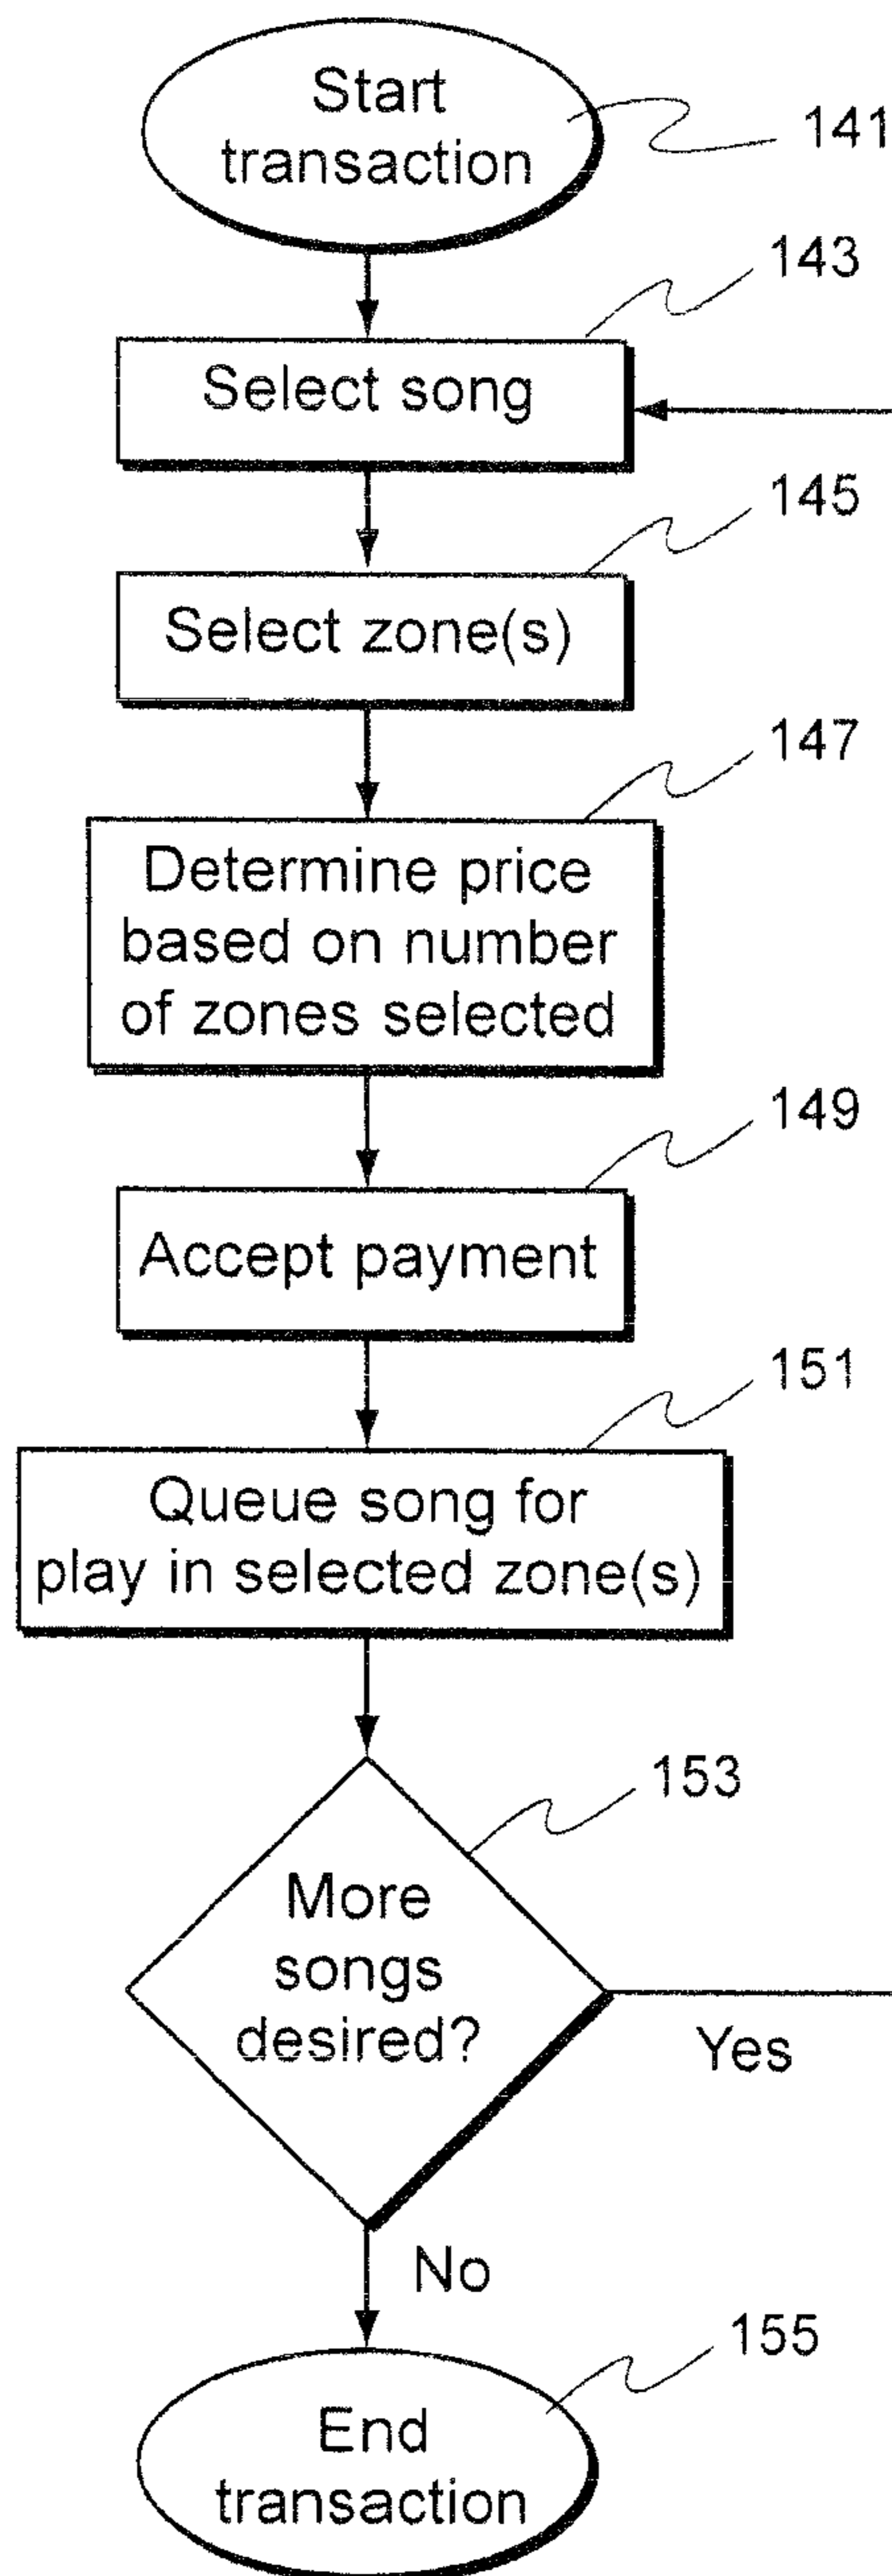 Start
transaction
141
143
Select song
145
Select zone(s)
147
Determine price
based on number
of zones selected
149
Accept payment
151
Queue song for
play in selected zone(s)
153
More
songs
desired?
Yes
No
155
End
transaction